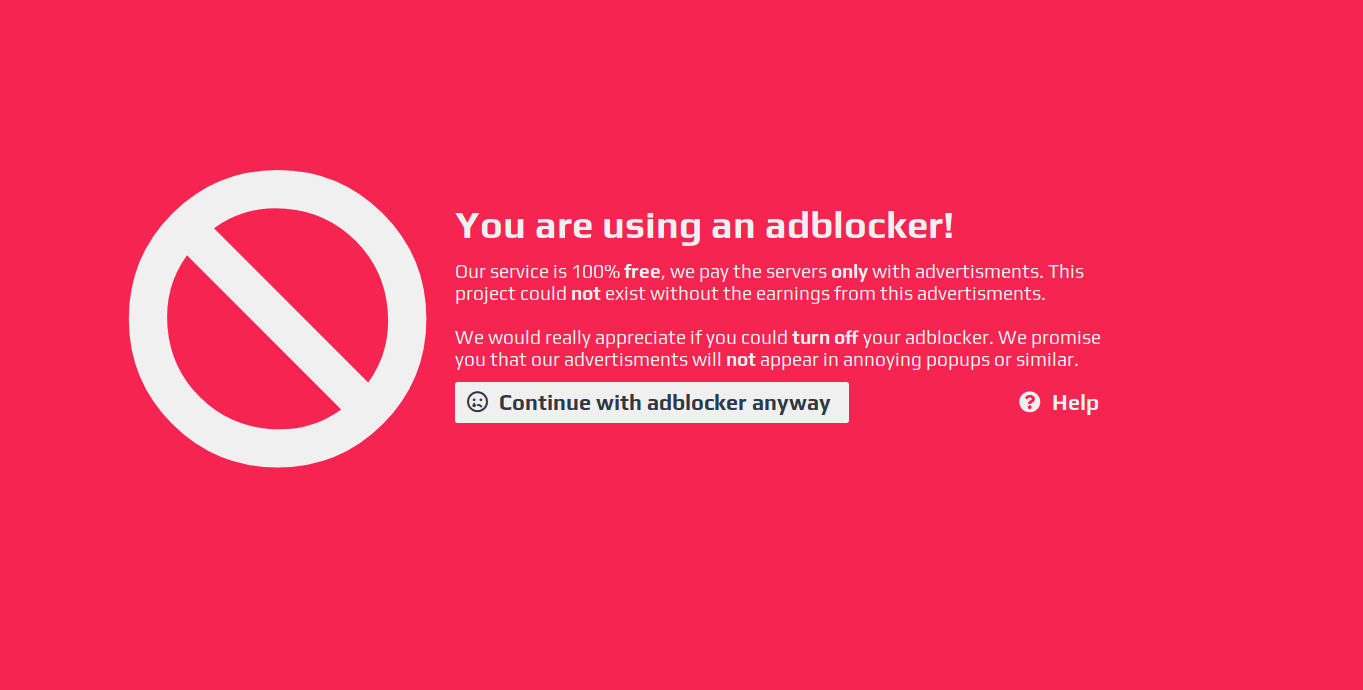 You are using an adblocker!
Our service is 100% free, we pay the servers only with advertisments. This
project could not exist without the earnings from this advertisments.
We would really appreciate if you could turn off your adblocker. We promise
you that our advertisments will not appear in annoying popups or similar.
Continue with adblocker anyway
Help